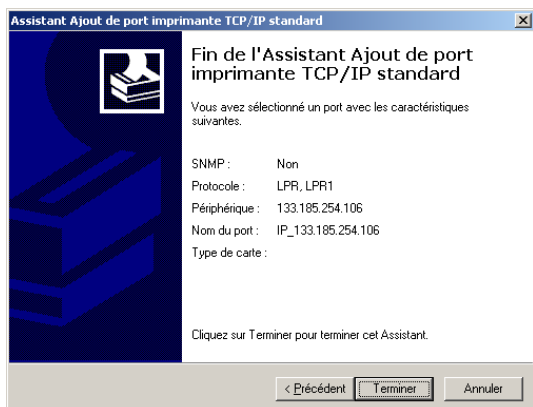 Assistant Ajout de port imprimante TCP/IP standard
Fin de l'Assistant Ajout de port
imprimante TCP/IP standard
Vous avez sélectionné un port avec les caractéristiques
suivantes.
SNMP : Non
Protocole : LPR, LPR1
Périphérique : 133.185.254.106
Nom du port : IP_133.185.254.106
Type de carte :
Cliquez sur Terminer pour terminer cet Assistant.
< Précédent Terminer Annuler